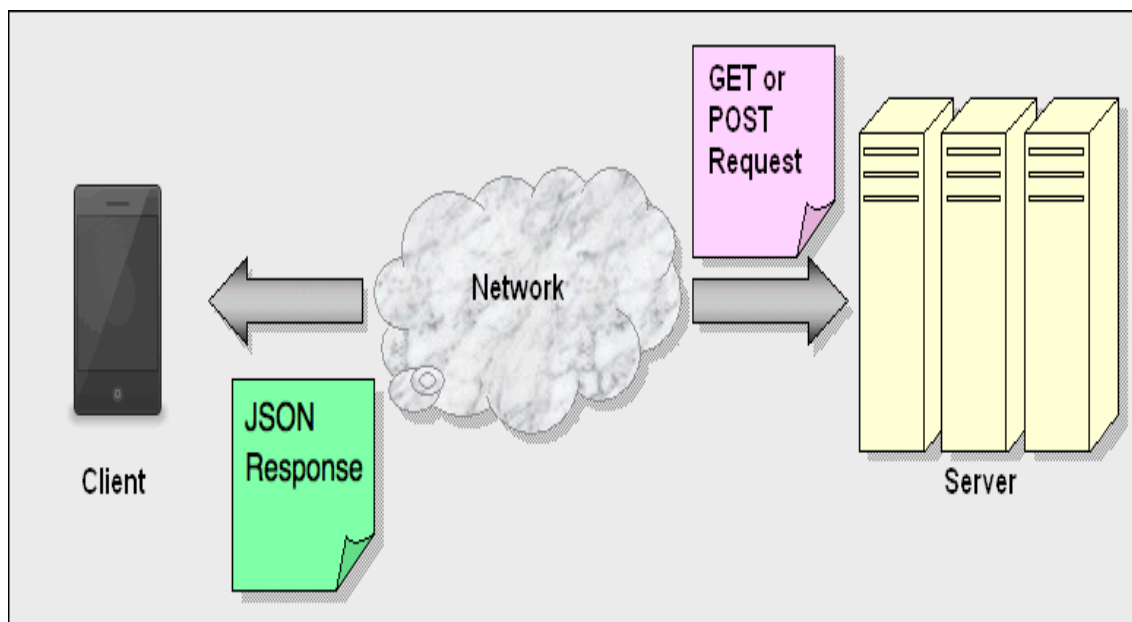 GET or
POST
Request
Network
JSON
Response
Client
Server